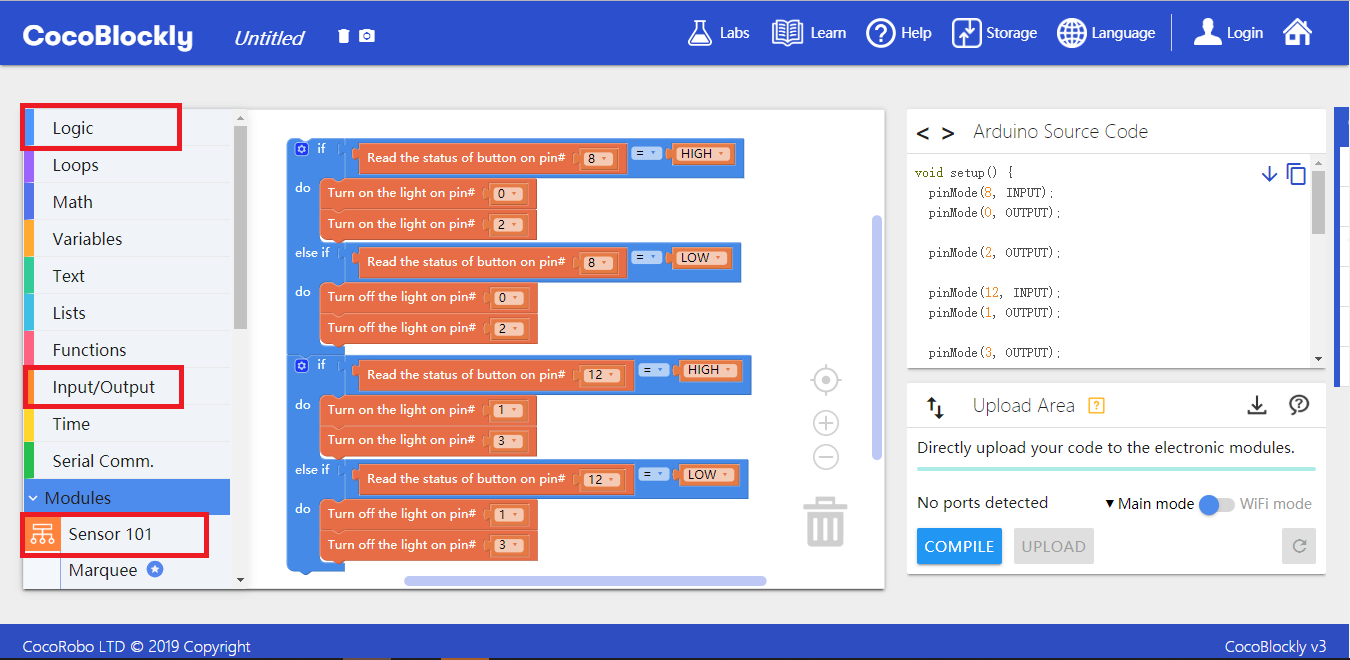 CocoBlockly
Untitled
Labs
Learn
Help
Storage
Language
Login
Logic
Loops
Math
Variables
Text
Lists
Functions
Input/Output
Time
Serial Comm.
Modules
Sensor 101
Marquee
if Read the status of button on pin# 8 = HIGH
do Turn on the light on pin# 0
Turn on the light on pin# 2
else if Read the status of button on pin# 8 = LOW
do Turn off the light on pin# 0
Turn off the light on pin# 2
if Read the status of button on pin# 12 = HIGH
do Turn on the light on pin# 1
Turn on the light on pin# 3
else if Read the status of button on pin# 12 = LOW
do Turn off the light on pin# 1
Turn off the light on pin# 3
< > Arduino Source Code
void setup() {
pinMode(8, INPUT);
pinMode(0, OUTPUT);
pinMode(2, OUTPUT);
pinMode(12, INPUT);
pinMode(1, OUTPUT);
pinMode(3, OUTPUT);
Upload Area ?
Directly upload your code to the electronic modules.
No ports detected
▼ Main mode WiFi mode
COMPILE UPLOAD
CocoRobo LTD © 2019 Copyright
CocoBlockly v3